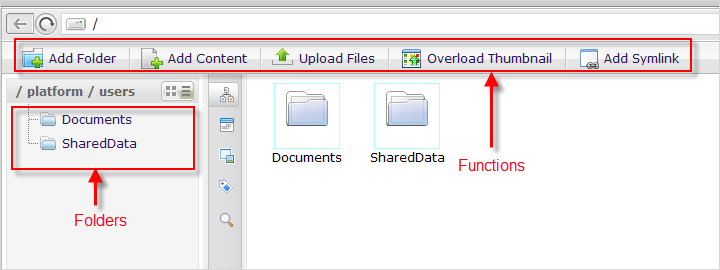 /
Add Folder Add Content Upload Files Overload Thumbnail Add Symlink
/ platform / users
Documents
SharedData
Documents SharedData
Functions
Folders